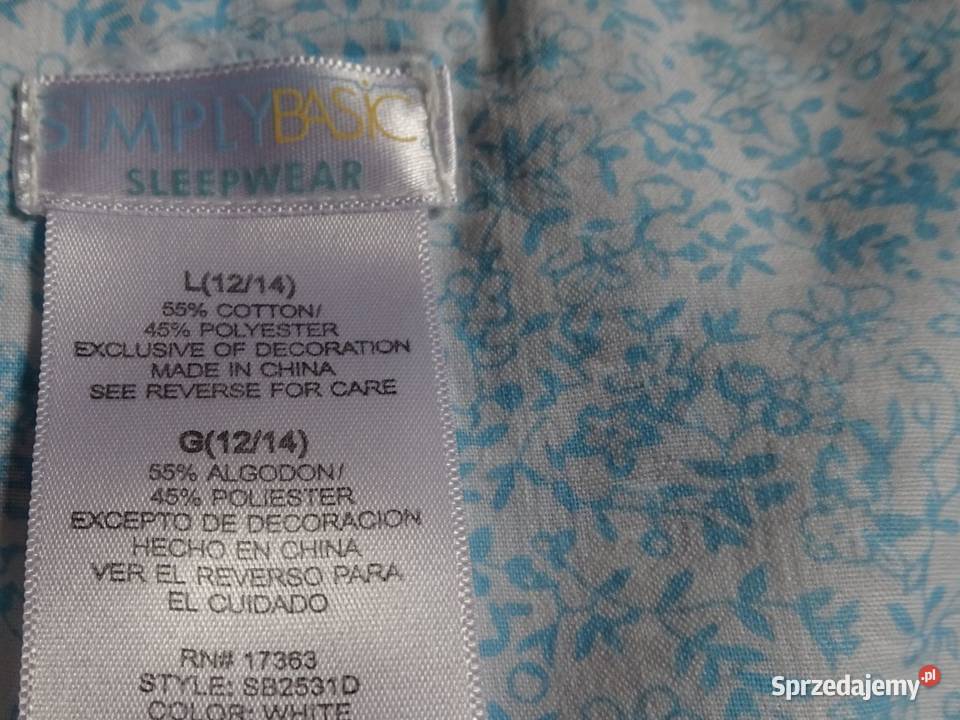 SIMPLYBASIC
SLEEPWEAR
L(12/14)
55% COTTON/
45% POLYESTER
EXCLUSIVE OF DECORATION
MADE IN CHINA
SEE REVERSE FOR CARE
G(12/14)
55% ALGODON/
45% POLIESTER
EXCEPTO DE DECORACION
HECHO EN CHINA
VER EL REVERSO PARA
EL CUIDADO
RN# 17363
STYLE: SB2531D
COLOR: WHITE
Sprzedajemy.pl